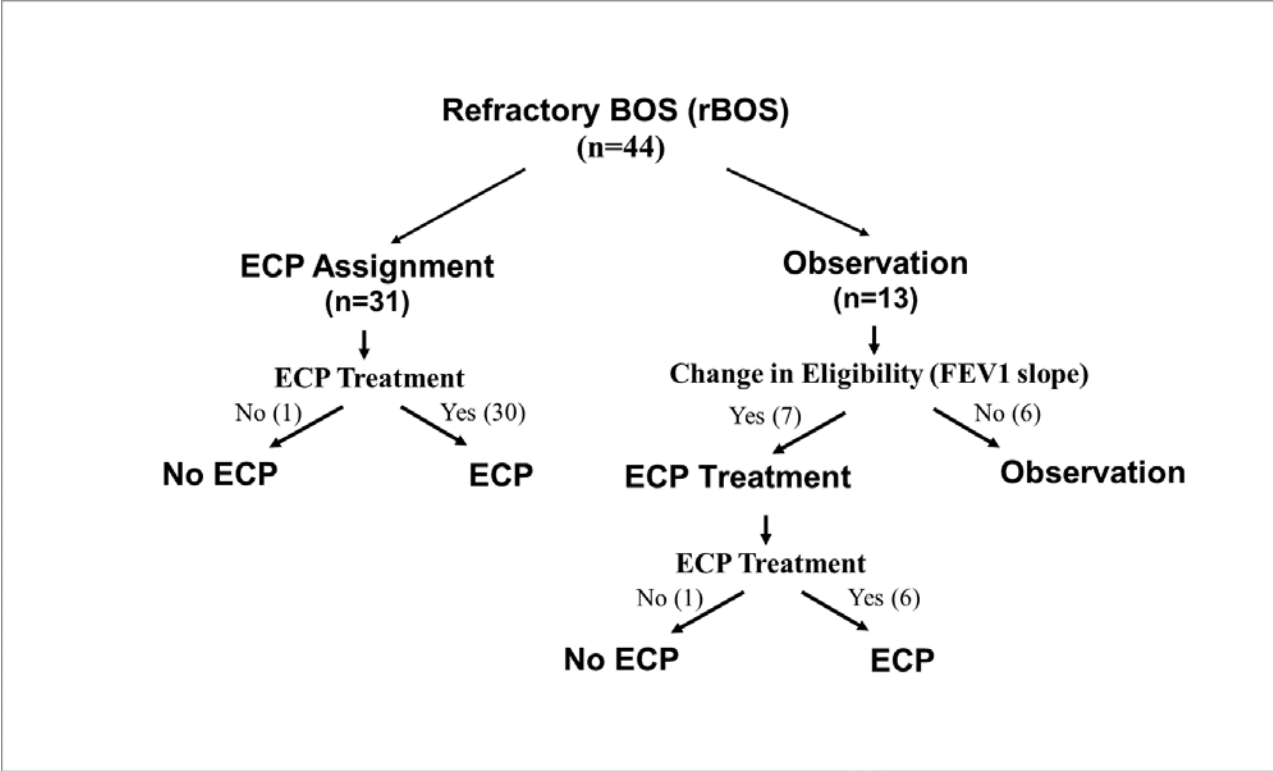 Refractory BOS (rBOS)
(n=44)
ECP Assignment
(n=31)
ECP Treatment
No (1)
Yes (30)
No ECP
ECP
Observation
(n=13)
Change in Eligibility (FEV1 slope)
Yes (7)
No (6)
ECP Treatment
Observation
ECP Treatment
No (1)
Yes (6)
No ECP
ECP